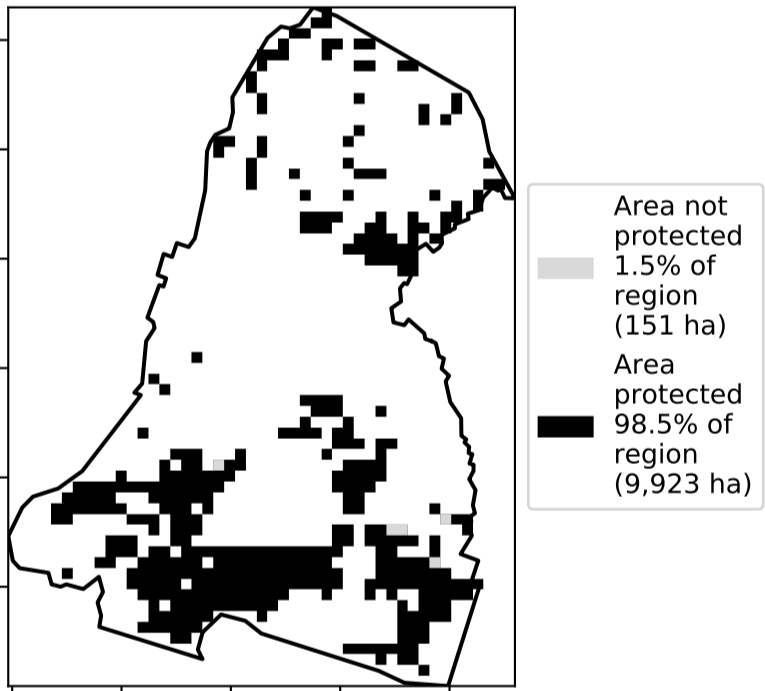 Area not
protected
1.5% of
region
(151 ha)
Area
protected
98.5% of
region
(9,923 ha)